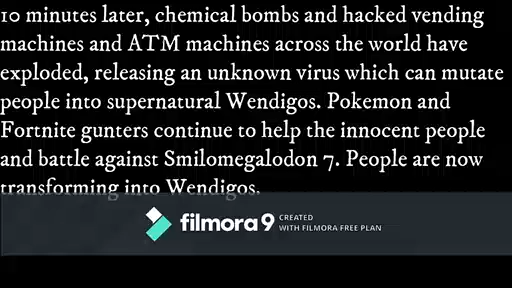 10 minutes later, chemical bombs and hacked vending
machines and ATM machines across the world have
exploded, releasing an unknown virus which can mutate
people into supernatural Wendigos. Pokemon and
Fortnite gunters continue to help the innocent people
and battle against Smilomegalodon 7. People are now
transforming into Wendigos.
filmora9 CREATED
WITH FILMORA FREE PLAN